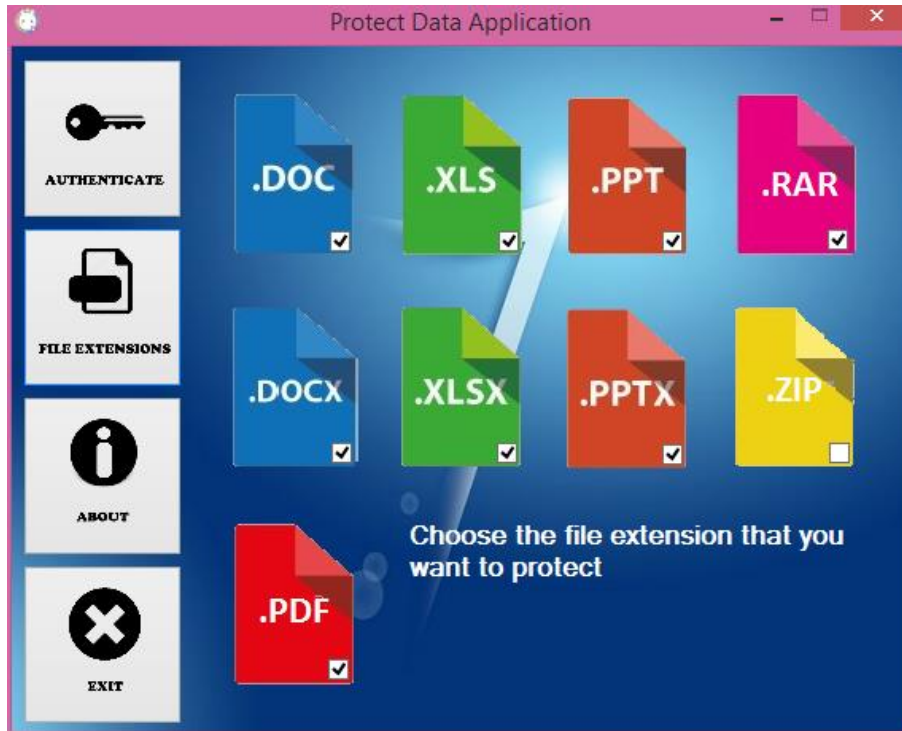 Protect Data Application
AUTHENTICATE
FILE EXTENSIONS
ABOUT
EXIT
.DOC
.XLS
.PPT
.RAR
.DOCX
.XLSX
.PPTX
.ZIP
.PDF
Choose the file extension that you
want to protect